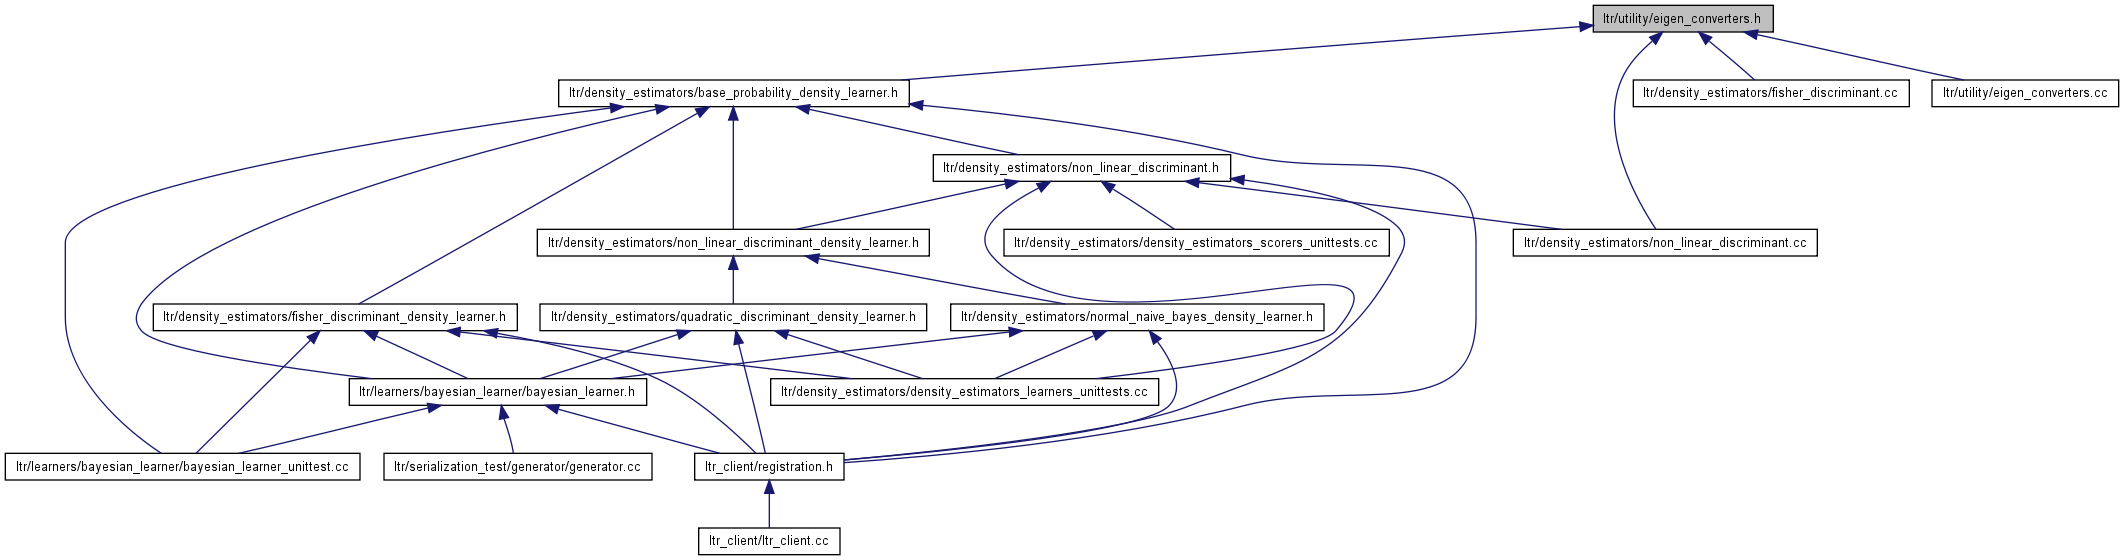 ltr/utility/eigen_converters.h
ltr/density_estimators/base_probability_density_learner.h
ltr/density_estimators/fisher_discriminant.cc
ltr/utility/eigen_converters.cc
ltr/density_estimators/non_linear_discriminant.h
ltr/density_estimators/non_linear_discriminant_density_learner.h
ltr/density_estimators/density_estimators_scorers_unittests.cc
ltr/density_estimators/non_linear_discriminant.cc
ltr/density_estimators/fisher_discriminant_density_learner.h
ltr/density_estimators/quadratic_discriminant_density_learner.h
ltr/density_estimators/normal_naive_bayes_density_learner.h
ltr/learners/bayesian_learner/bayesian_learner.h
ltr/density_estimators/density_estimators_learners_unittests.cc
ltr/learners/bayesian_learner/bayesian_learner_unittest.cc
ltr/serialization_test/generator/generator.cc
ltr_client/registration.h
ltr_client/ltr_client.cc